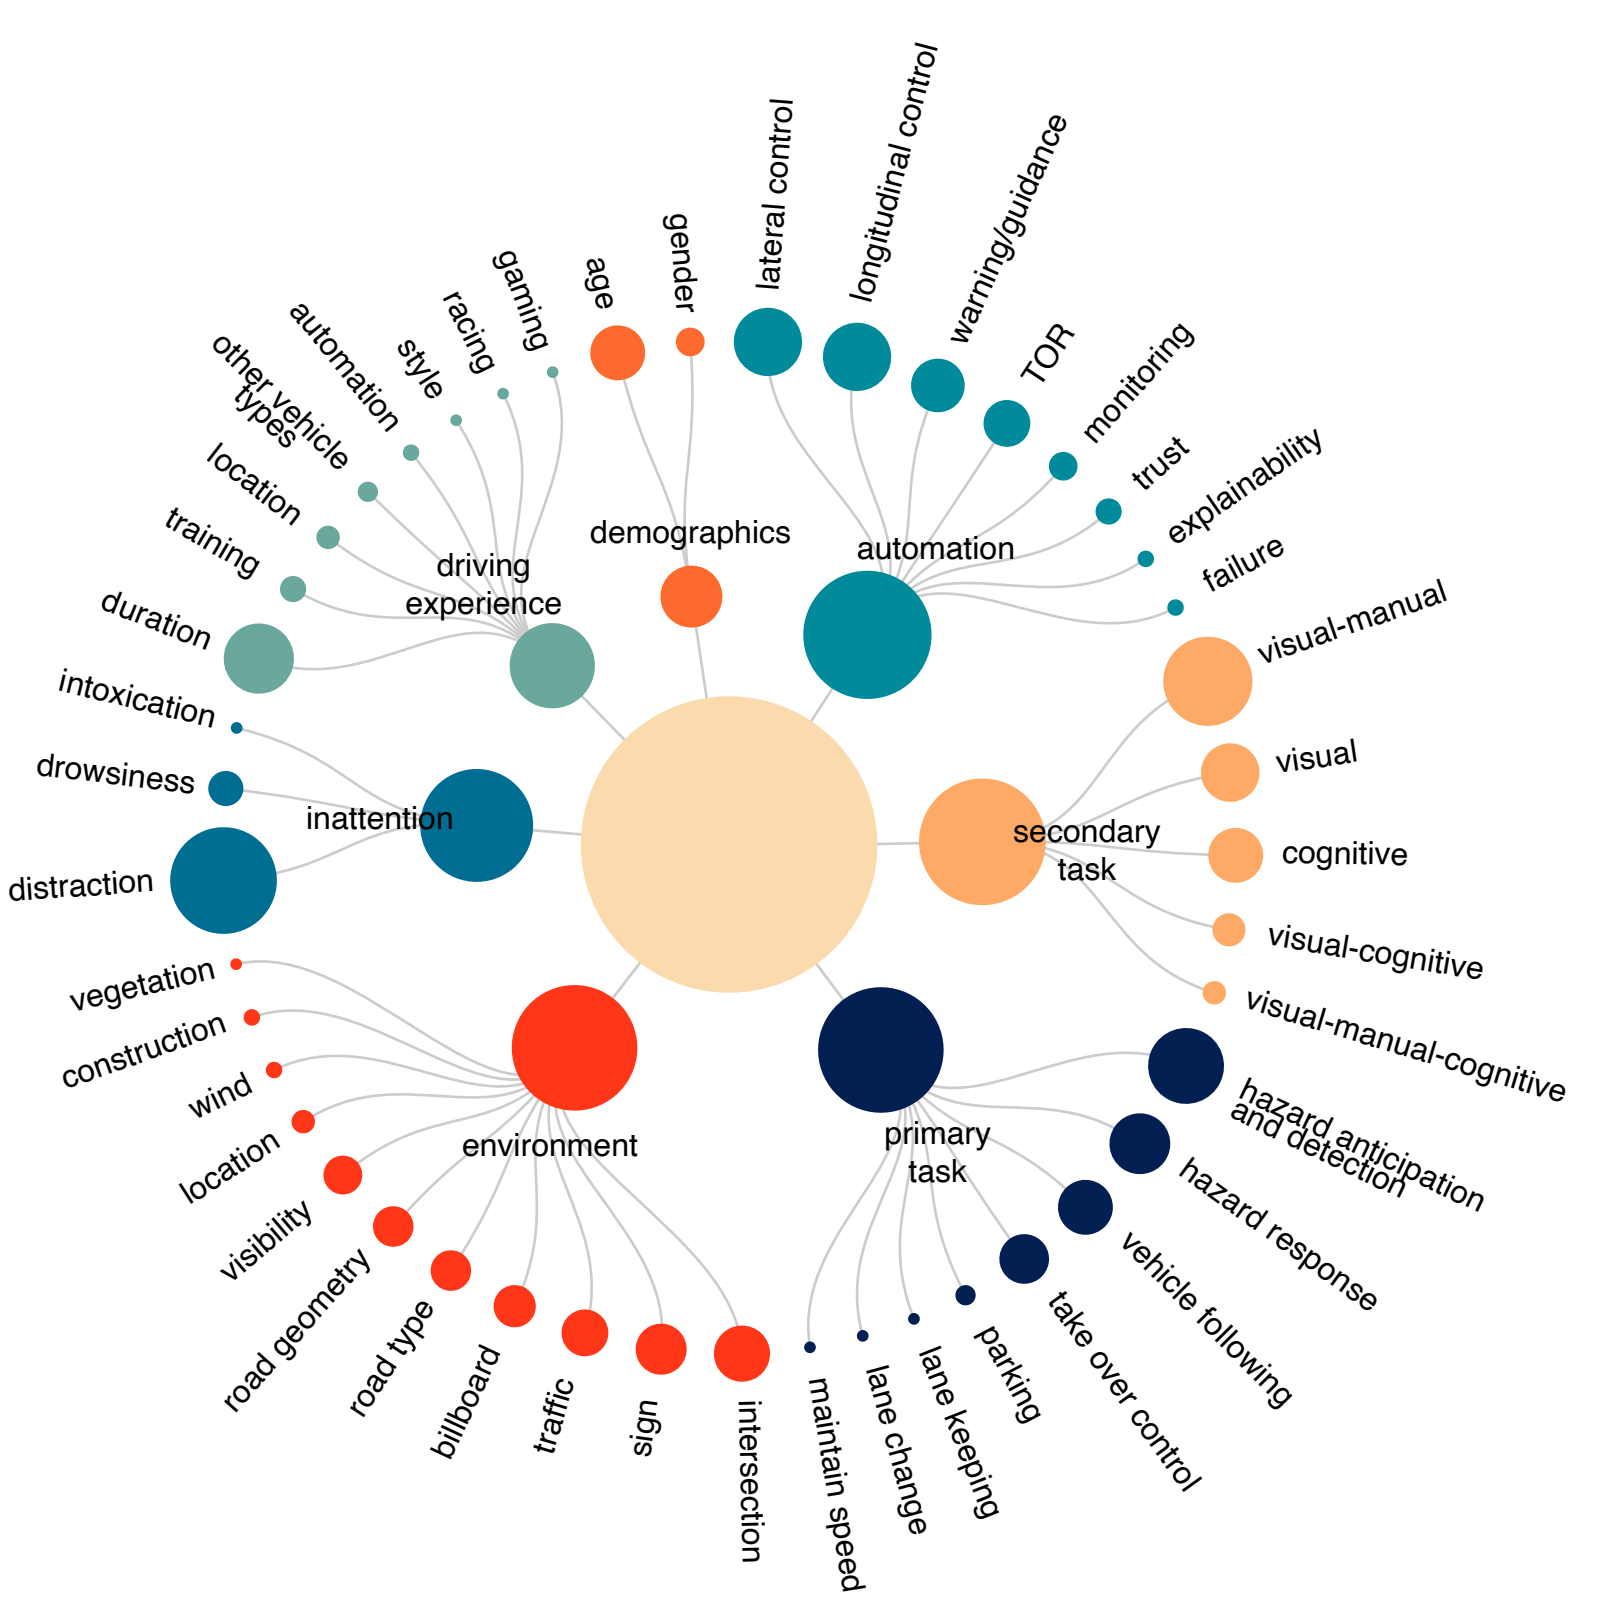 lateral control
longitudinal control
warning/guidance
TOR
monitoring
trust
explainability
failure
automation
visual-manual
visual
cognitive
visual-cognitive
visual-manual-cognitive
secondary
task
hazard anticipation
and detection
hazard response
vehicle following
take over control
parking
lane keeping
lane change
maintain speed
primary
task
intersection
sign
traffic
billboard
road type
road geometry
visibility
location
wind
construction
vegetation
environment
distraction
drowsiness
intoxication
inattention
duration
training
location
other vehicle
types
automation
style
racing
gaming
driving
experience
age
gender
demographics